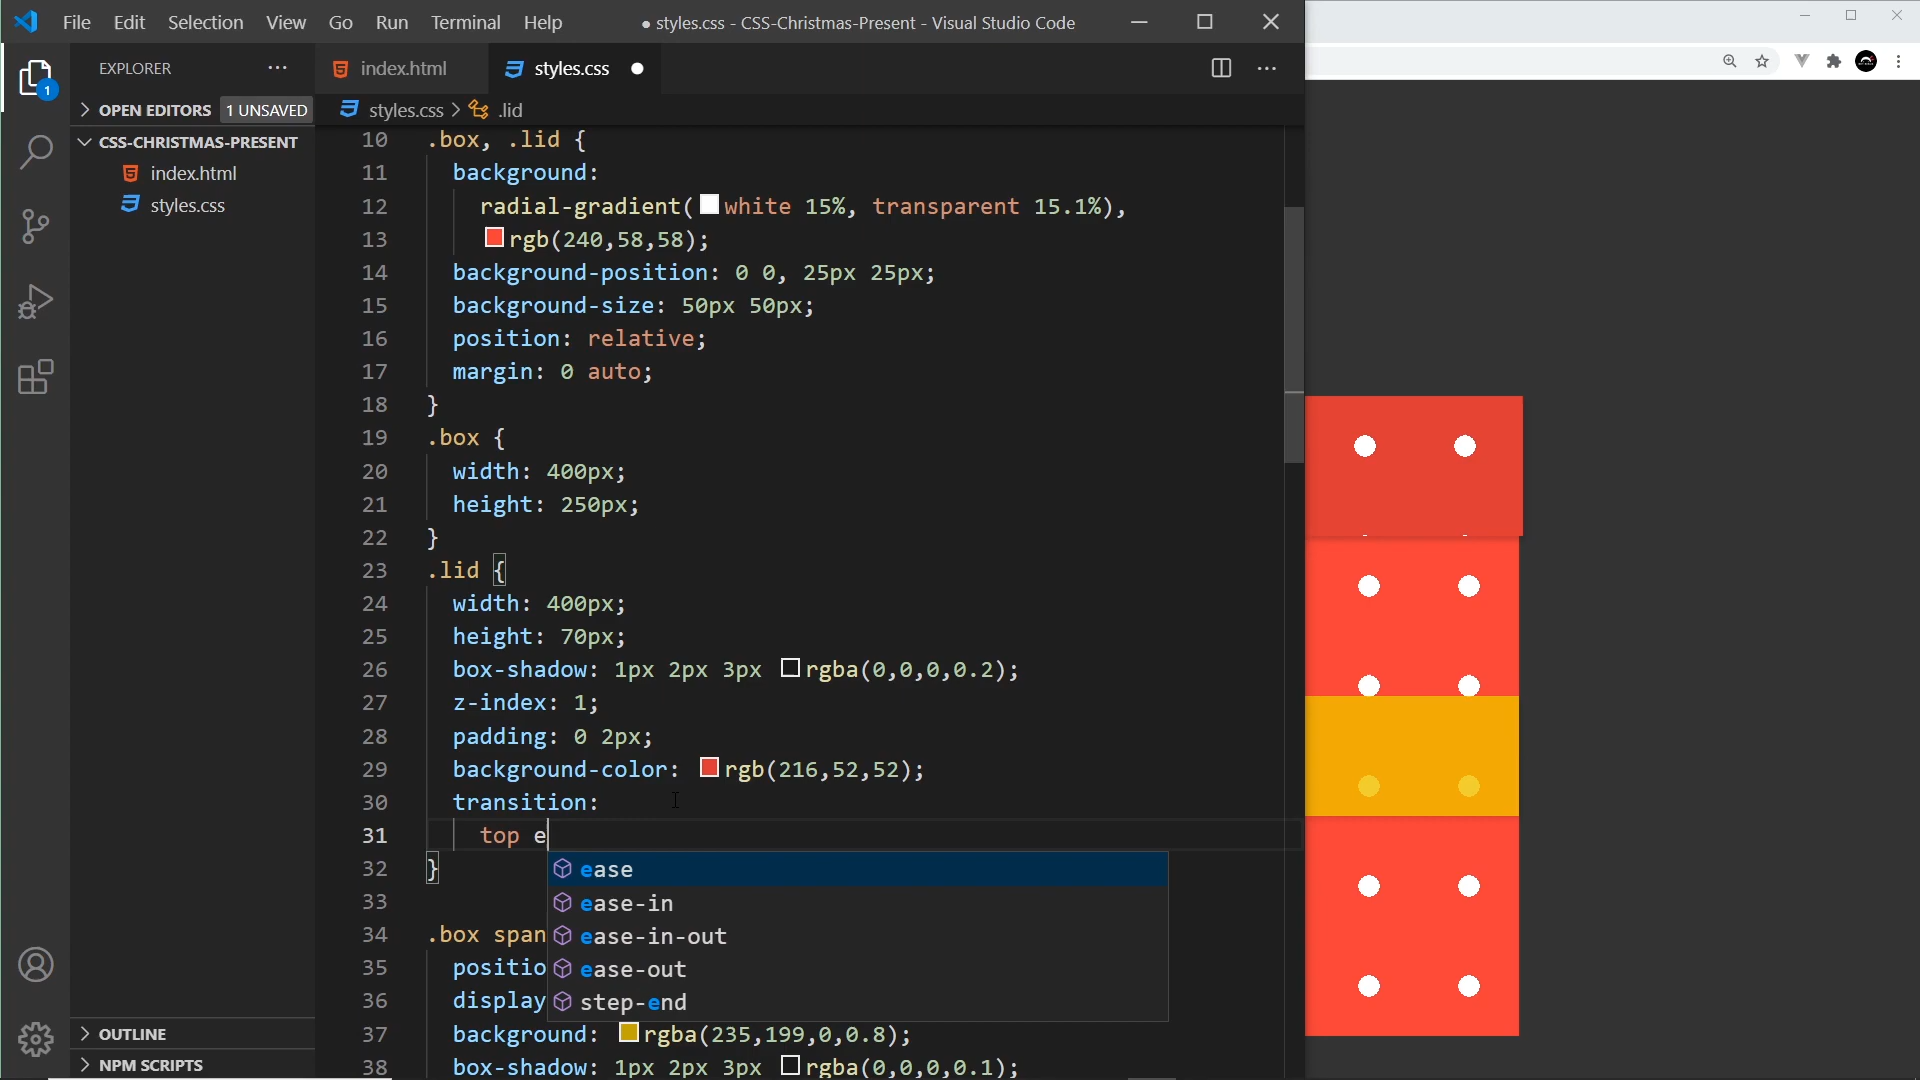 File Edit Selection View Go Run Terminal Help
● styles.css - CSS-Christmas-Present - Visual Studio Code
EXPLORER
index.html
styles.css
OPEN EDITORS
1 UNSAVED
styles.css > .lid
1
CSS-CHRISTMAS-PRESENT
index.html
styles.css
10 .box, .lid {
11 background:
12 radial-gradient(white 15%, transparent 15.1%),
13 rgb(240,58,58);
14 background-position: 0 0, 25px 25px;
15 background-size: 50px 50px;
16 position: relative;
17 margin: 0 auto;
18 }
19 .box {
20 width: 400px;
21 height: 250px;
22 }
23 .lid {
24 width: 400px;
25 height: 70px;
26 box-shadow: 1px 2px 3px rgba(0,0,0,0.2);
27 z-index: 1;
28 padding: 0 2px;
29 background-color: rgb(216,52,52);
30 transition:
31 top e
32 }
33
34 .box span
35 positio
36 display
37 background: rgba(235,199,0,0.8);
38 box-shadow: 1px 2px 3px rgba(0,0,0,0.1);
ease
ease-in
ease-in-out
ease-out
step-end
OUTLINE
NPM SCRIPTS